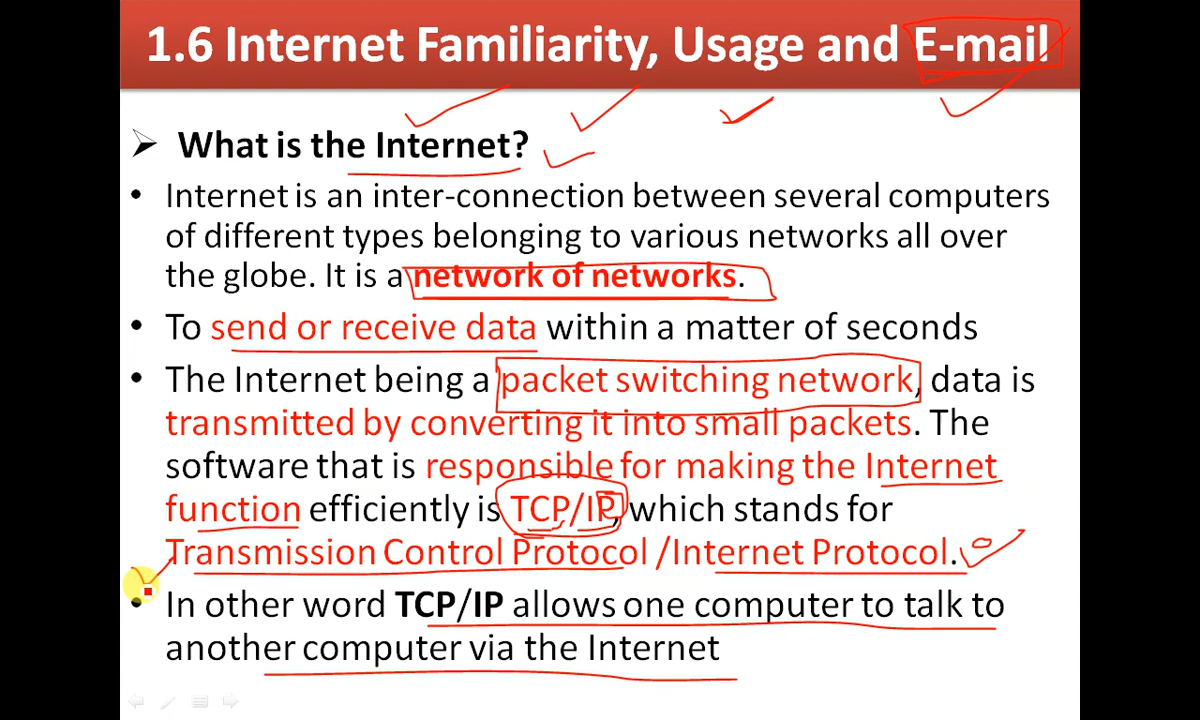 1.6 Internet Familiarity, Usage and E-mail
What is the Internet?
• Internet is an inter-connection between several computers
of different types belonging to various networks all over
the globe. It is a network of networks.
• To send or receive data within a matter of seconds
• The Internet being a packet switching network, data is
transmitted by converting it into small packets. The
software that is responsible for making the Internet
function efficiently is TCP/IP, which stands for
Transmission Control Protocol /Internet Protocol.
• In other word TCP/IP allows one computer to talk to
another computer via the Internet